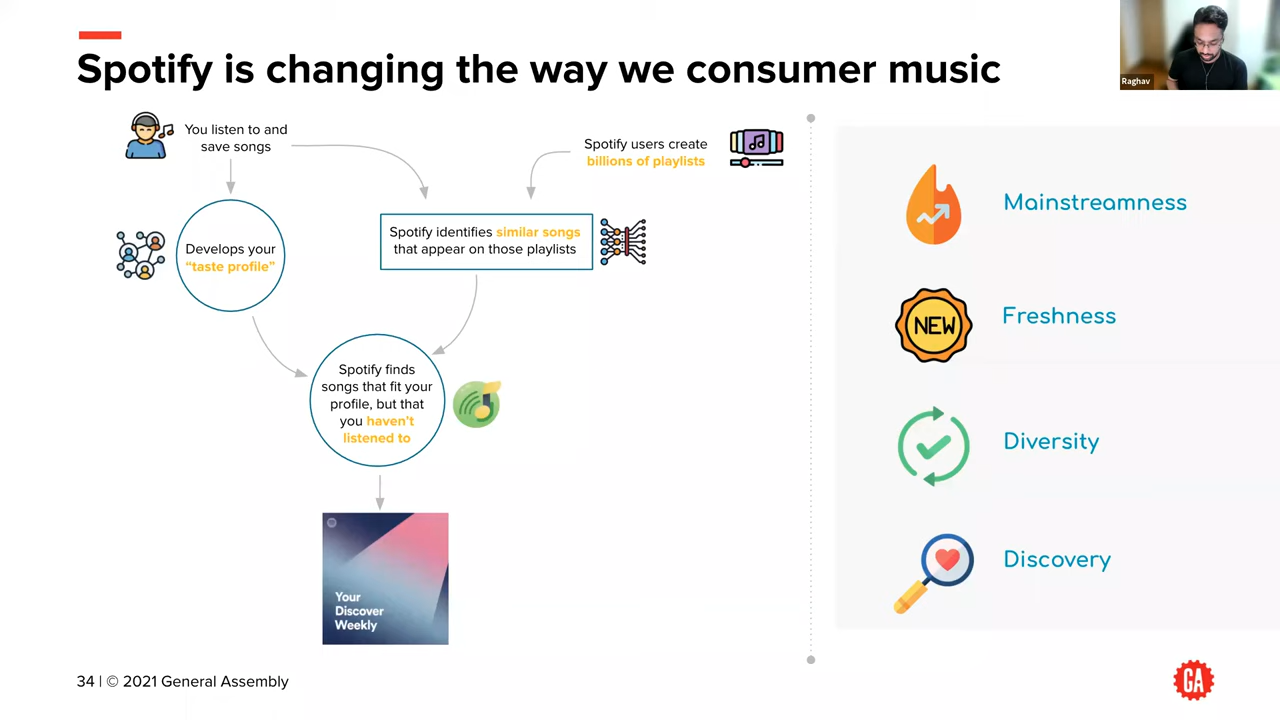 Spotify is changing the way we consumer music
Raghav
You listen to and
save songs
Spotify users create
billions of playlists
Develops your
“taste profile”
Spotify identifies similar songs
that appear on those playlists
Spotify finds
songs that fit your
profile, but that
you haven't
listened to
Your
Discover
Weekly
Mainstreamness
NEW
Freshness
Diversity
Discovery
34 | © 2021 General Assembly
GA